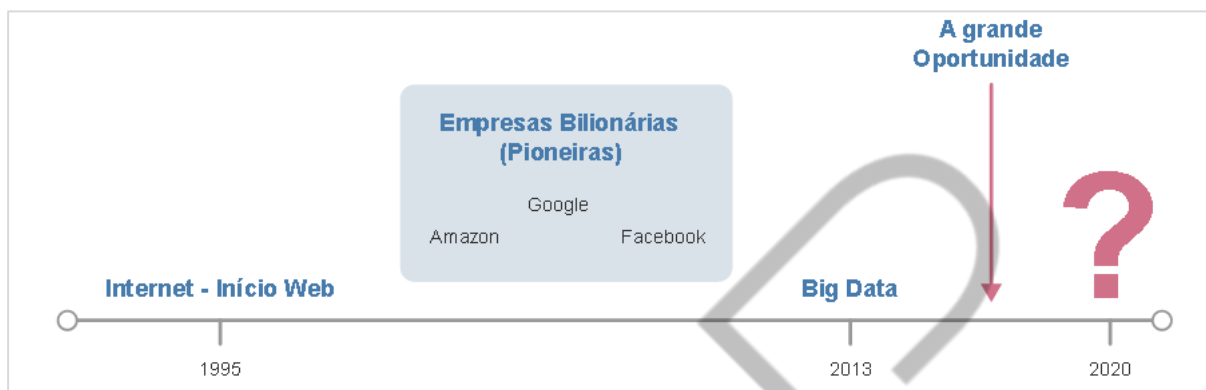 A grande
Oportunidade
Empresas Bilionárias
(Pioneiras)
Google
Amazon Facebook
Internet - Início Web
Big Data
?
1995
2013
2020